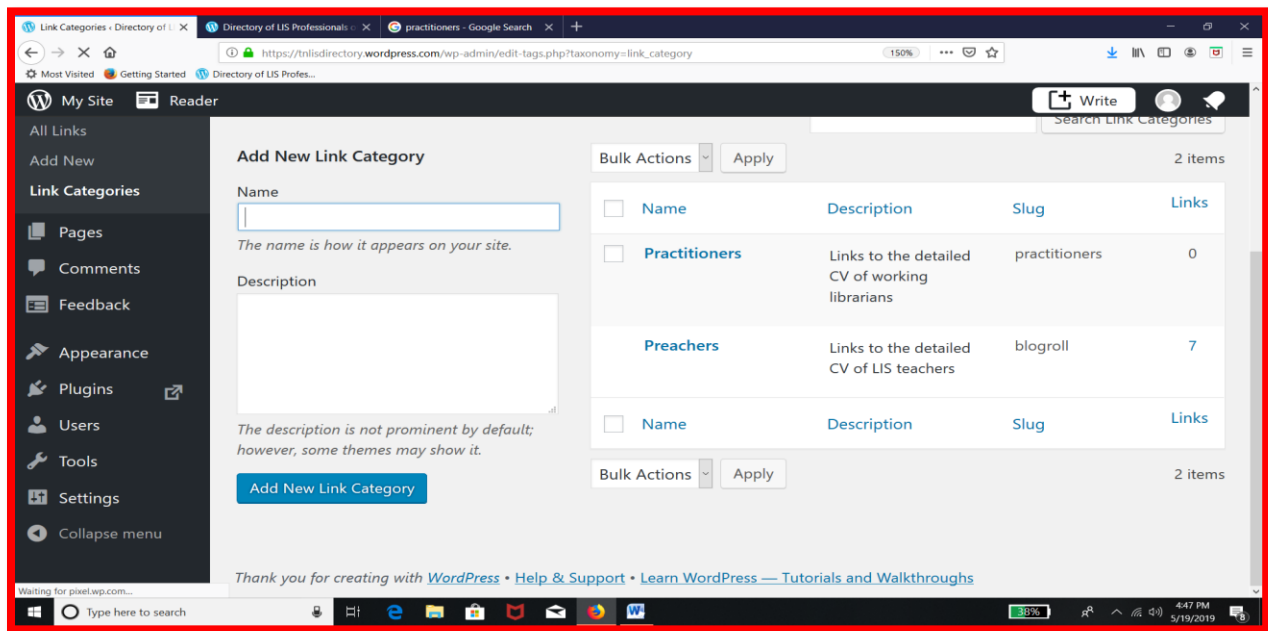 Link Categories ‹ Directory of Li
Directory of LIS Professionals o
practitioners - Google Search
https://tnlisdirectory.wordpress.com/wp-admin/edit-tags.php?taxonomy=link_category
150%
Most Visited Getting Started Directory of LIS Profes...
My Site Reader Write
All Links
Add New
Link Categories
Pages
Comments
Feedback
Appearance
Plugins
Users
Tools
Settings
Collapse menu
Search Link Categories
Add New Link Category
Name
The name is how it appears on your site.
Description
The description is not prominent by default;
however, some themes may show it.
Add New Link Category
Bulk Actions Apply 2 items
Name Description Slug Links
Practitioners Links to the detailed practitioners 0
CV of working
librarians
Preachers Links to the detailed blogroll 7
CV of LIS teachers
Name Description Slug Links
Bulk Actions Apply 2 items
Thank you for creating with WordPress • Help & Support • Learn WordPress — Tutorials and Walkthroughs
Waiting for pixel.wp.com...
Type here to search
38%
4:47 PM
5/19/2019
8